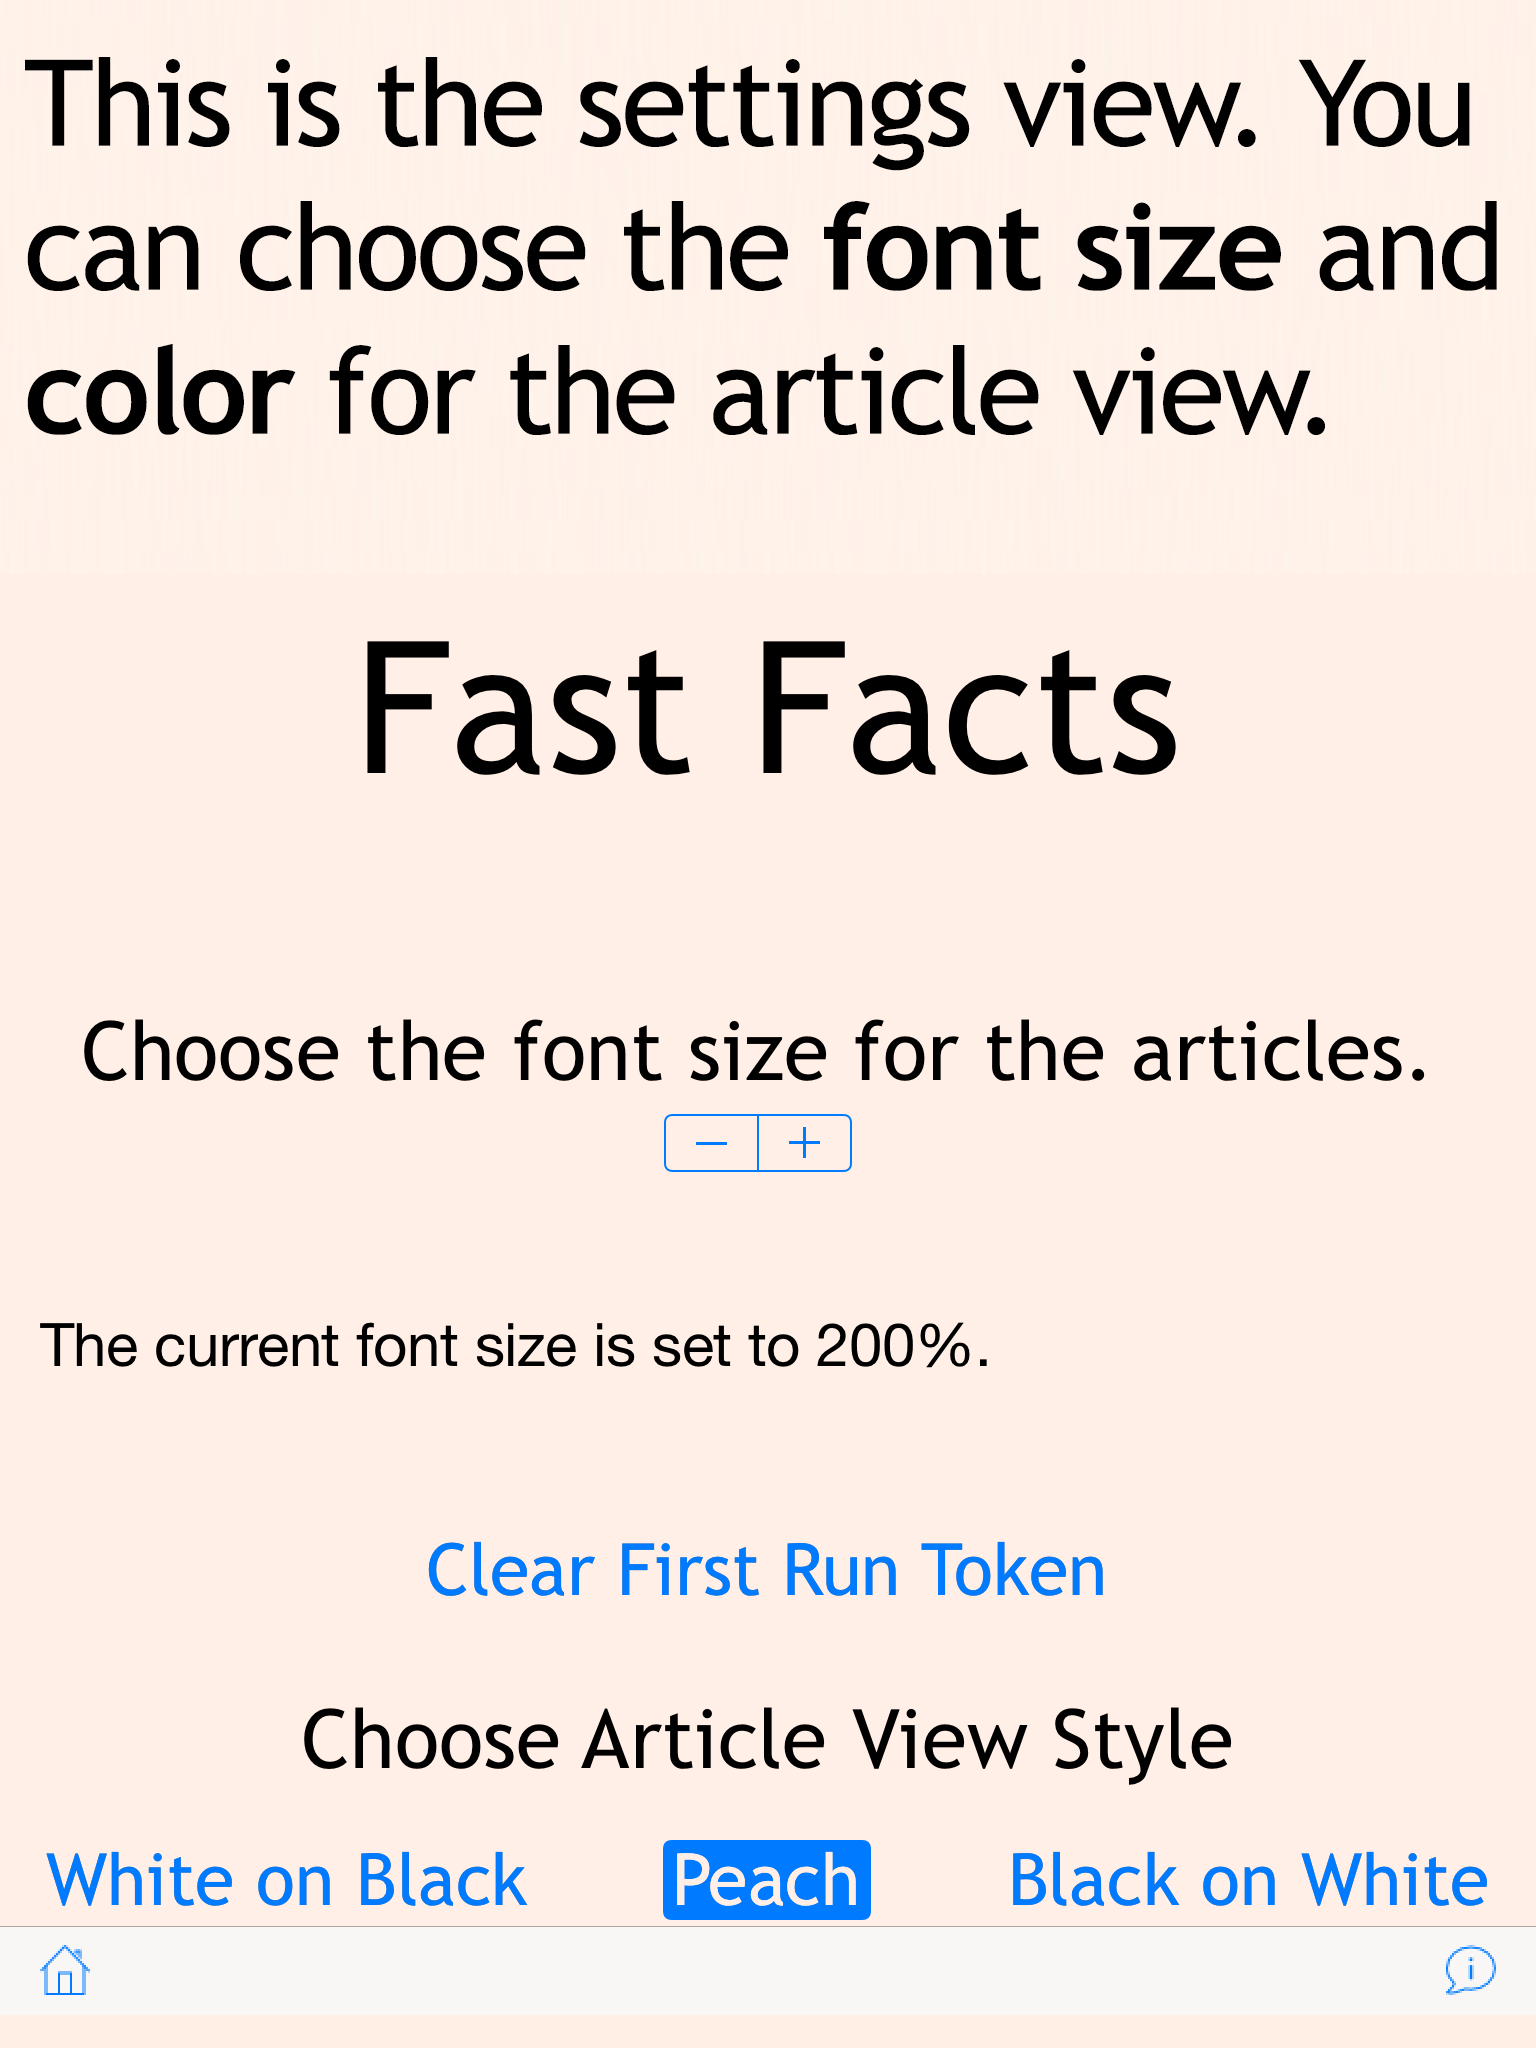 This is the settings view. You
can choose the font size and
color for the article view.
Fast Facts
Choose the font size for the articles.
The current font size is set to 200%.
Clear First Run Token
Choose Article View Style
White on Black Peach Black on White